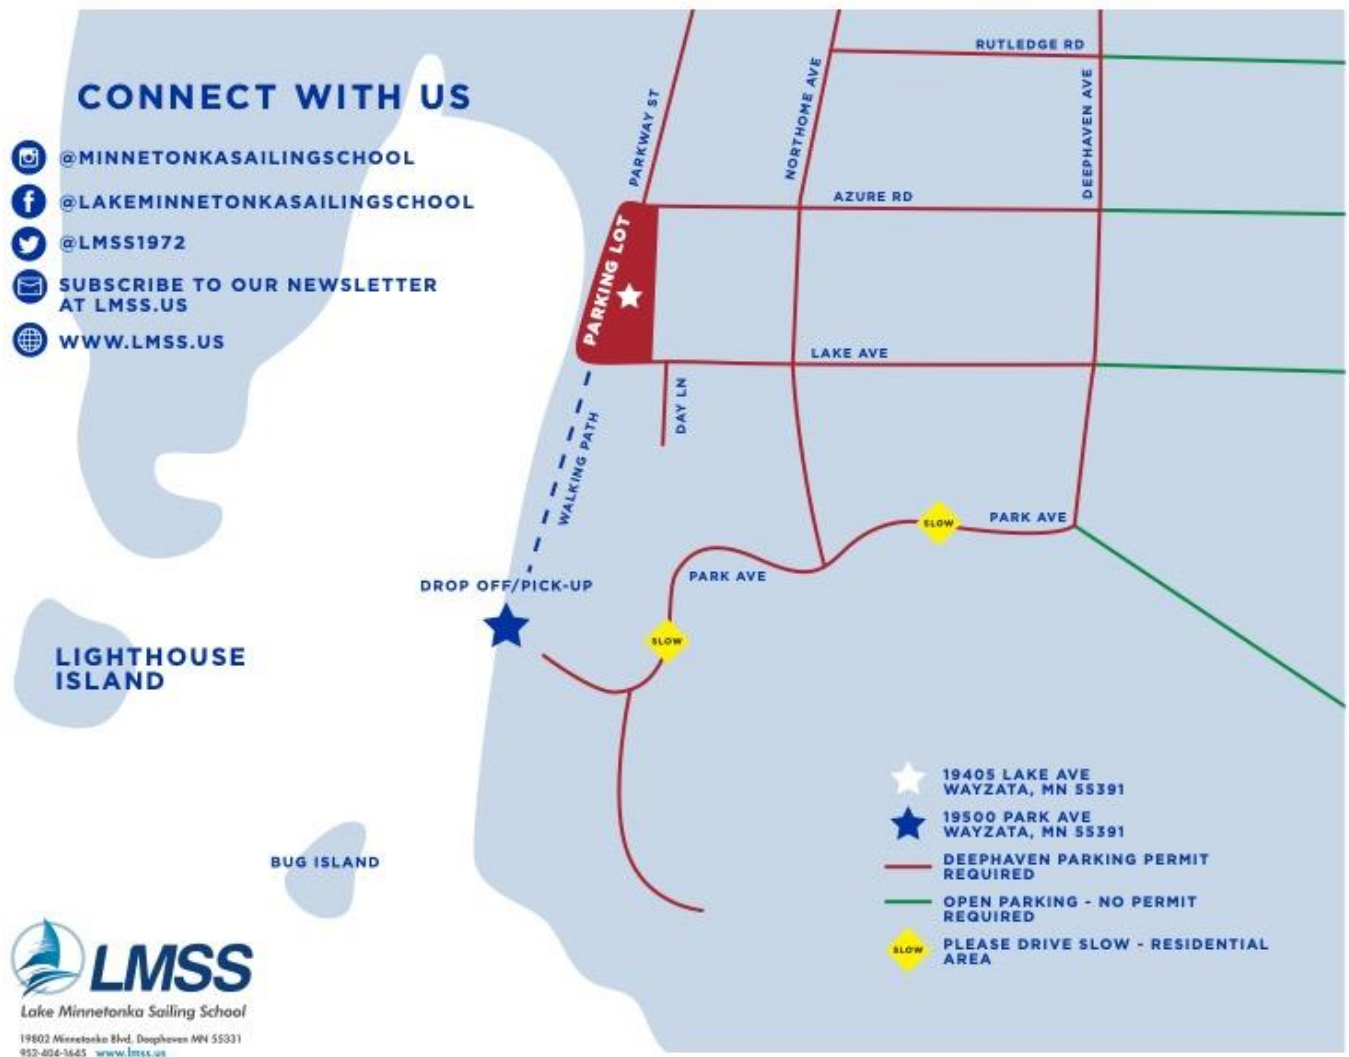 CONNECT WITH US
@MINNETONKASAILINGSCHOOL
@LAKEMINNETONKASAILINGSCHOOL
@LMSS1972
SUBSCRIBE TO OUR NEWSLETTER
AT LMSS.US
WWW.LMSS.US
RUTLEDGE RD
PARKWAY ST
NORTHOME AVE
DEEPHAVEN AVE
AZURE RD
PARKING LOT
LAKE AVE
DAY LN
WALKING PATH
SLOW
PARK AVE
DROP OFF/PICK-UP
PARK AVE
SLOW
LIGHTHOUSE
ISLAND
BUG ISLAND
19405 LAKE AVE
WAYZATA, MN 55391
19500 PARK AVE
WAYZATA, MN 55391
DEEPHAVEN PARKING PERMIT
REQUIRED
OPEN PARKING - NO PERMIT
REQUIRED
SLOW
PLEASE DRIVE SLOW - RESIDENTIAL
AREA
LMSS
Lake Minnetonka Sailing School
19802 Minnetonka Blvd, Deephaven MN 55331
952-404-1645 www.lmss.us